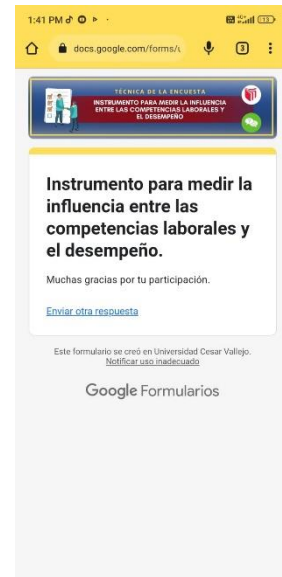 1:41 PM
docs.google.com/forms/
3
TÉCNICA DE LA ENCUESTA
INSTRUMENTO PARA MEDIR LA INFLUENCIA
ENTRE LAS COMPETENCIAS LABORALES Y
EL DESEMPEÑO
Instrumento para medir la
influencia entre las
competencias laborales y
el desempeño.
Muchas gracias por tu participación.
Enviar otra respuesta
Este formulario se creó en Universidad Cesar Vallejo.
Notificar uso inadecuado
Google Formularios